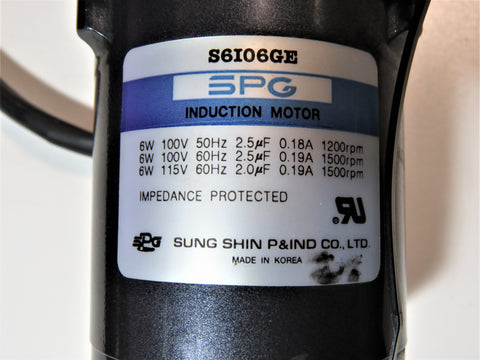 S6I06GE
SPG
INDUCTION MOTOR
6W 100V 50Hz 2.5μF 0.18A 1200rpm
6W 100V 60Hz 2.5μF 0.19A 1500rpm
6W 115V 60Hz 2.0μF 0.19A 1500rpm
IMPEDANCE PROTECTED
RU
SPG SUNG SHIN P&IND CO., LTD.
MADE IN KOREA